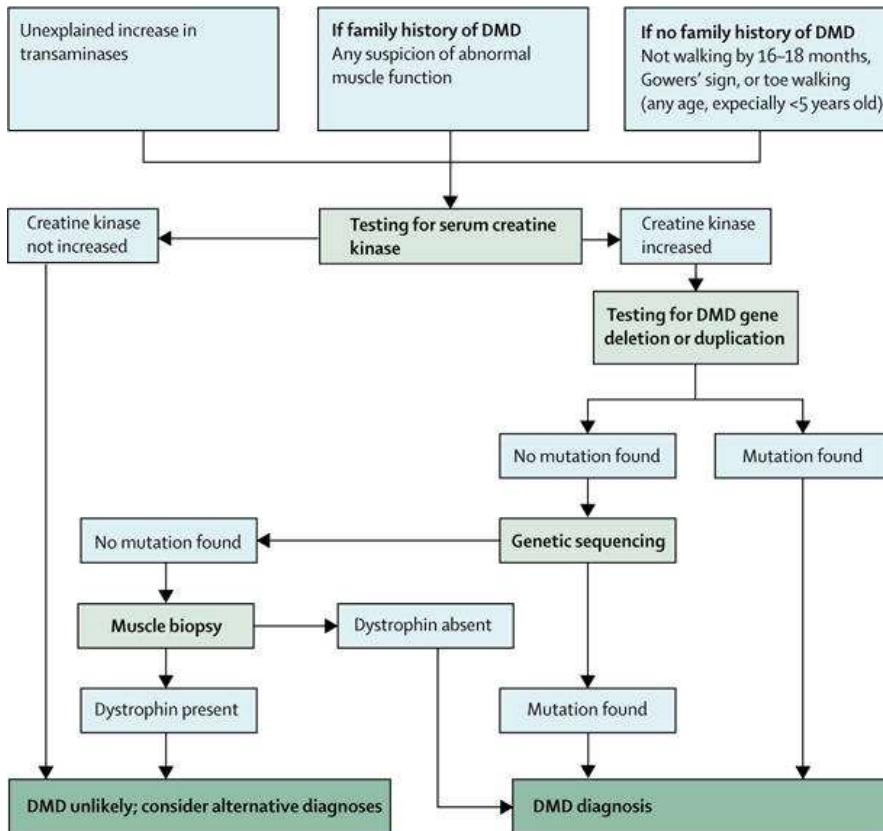 Unexplained increase in
transaminases
If family history of DMD
Any suspicion of abnormal
muscle function
If no family history of DMD
Not walking by 16–18 months,
Gowers’ sign, or toe walking
(any age, expecially <5 years old)
Creatine kinase
not increased
Testing for serum creatine
kinase
Creatine kinase
increased
Testing for DMD gene
deletion or duplication
No mutation found
Mutation found
No mutation found
Genetic sequencing
Muscle biopsy
Dystrophin absent
Dystrophin present
Mutation found
DMD unlikely; consider alternative diagnoses
DMD diagnosis